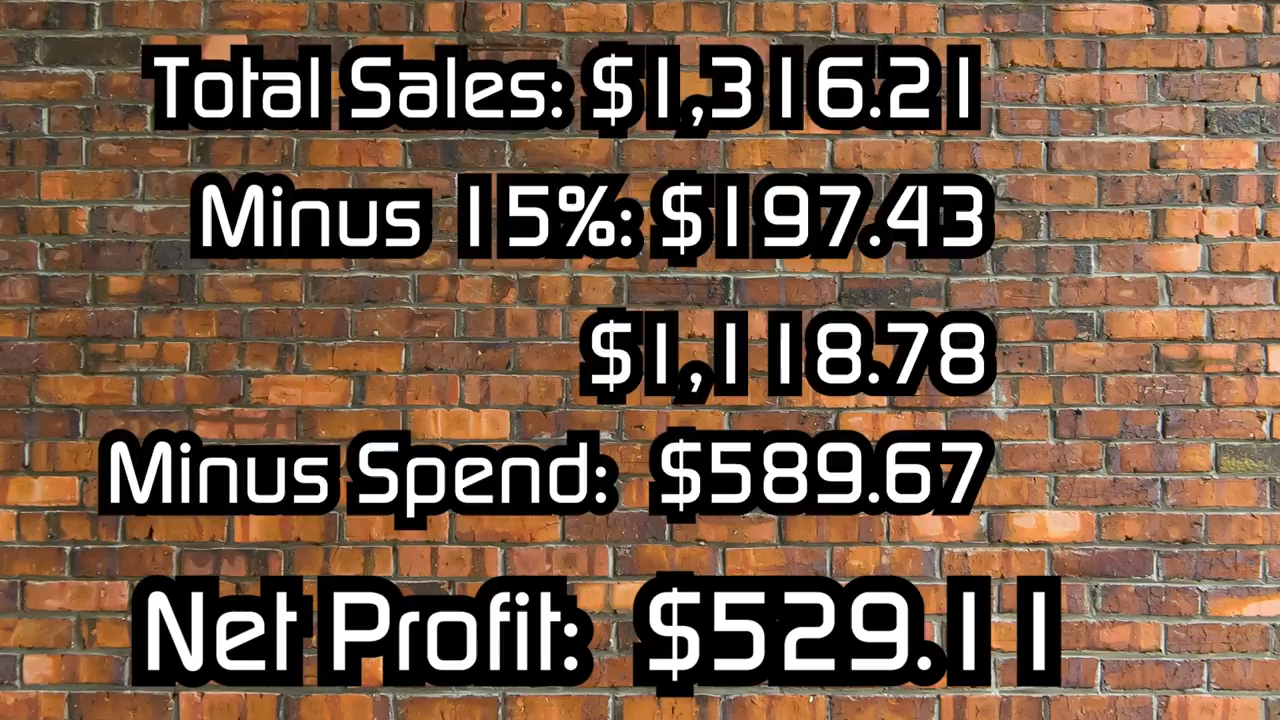 Total Sales: $1,316.21
Minus 15%: $197.43
$1,118.78
Minus Spend: $589.67
Net Profit: $529.11